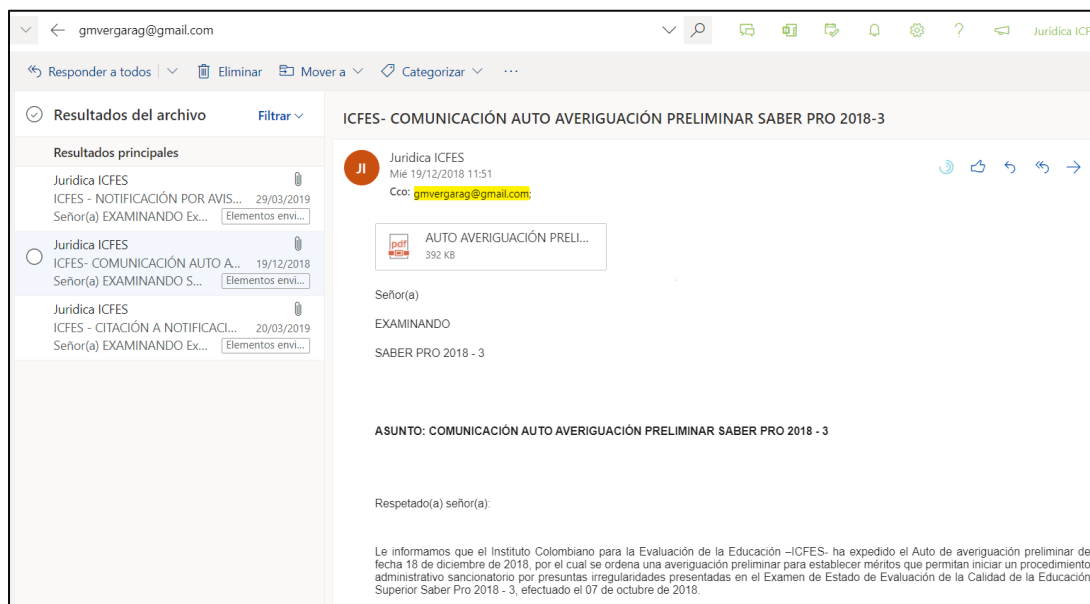 gmvergarag@gmail.com
Juridica ICF
Responder a todos
Eliminar
Mover a
Categorizar
Resultados del archivo
Filtrar
Resultados principales
Juridica ICFES
ICFES - NOTIFICACIÓN POR AVIS... 29/03/2019
Señor(a) EXAMINANDO Ex... Elementos envi...
Juridica ICFES
ICFES- COMUNICACIÓN AUTO A... 19/12/2018
Señor(a) EXAMINANDO S... Elementos envi...
Juridica ICFES
ICFES - CITACIÓN A NOTIFICACI... 20/03/2019
Señor(a) EXAMINANDO Ex... Elementos envi...
ICFES- COMUNICACIÓN AUTO AVERIGUACIÓN PRELIMINAR SABER PRO 2018-3
JI
Juridica ICFES
Mié 19/12/2018 11:51
Cco: gmvergarag@gmail.com;
pdf
AUTO AVERIGUACIÓN PRELI...
392 KB
Señor(a)
EXAMINANDO
SABER PRO 2018 - 3
ASUNTO: COMUNICACIÓN AUTO AVERIGUACIÓN PRELIMINAR SABER PRO 2018 - 3
Respetado(a) señor(a):
Le informamos que el Instituto Colombiano para la Evaluación de la Educación –ICFES- ha expedido el Auto de averiguación preliminar de
fecha 18 de diciembre de 2018, por el cual se ordena una averiguación preliminar para establecer méritos que permitan iniciar un procedimiento
administrativo sancionatorio por presuntas irregularidades presentadas en el Examen de Estado de Evaluación de la Calidad de la Educación
Superior Saber Pro 2018 - 3, efectuado el 07 de octubre de 2018.